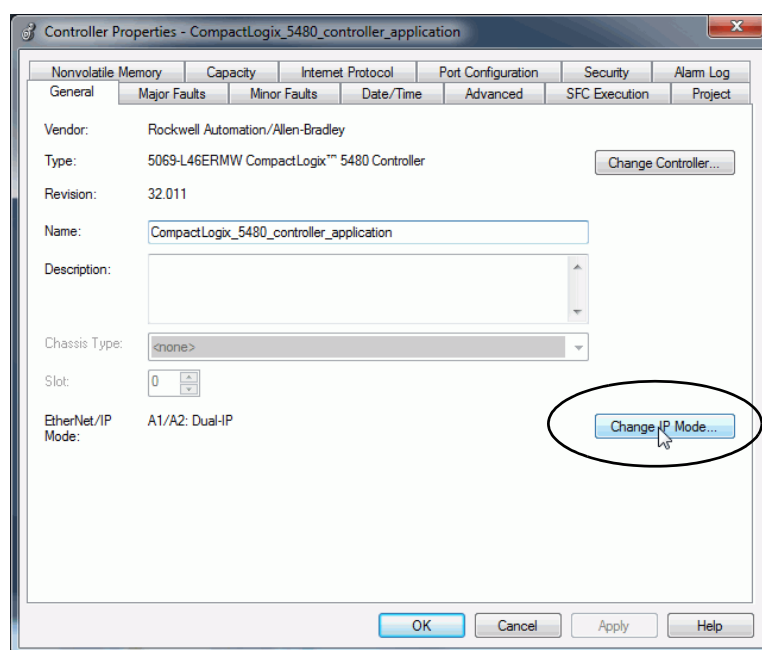 Controller Properties - CompactLogix_5480_controller_application
x
Nonvolatile Memory Capacity Internet Protocol Port Configuration Security Alarm Log
General Major Faults Minor Faults Date/Time Advanced SFC Execution Project
Vendor: Rockwell Automation/Allen-Bradley
Type: 5069-L46ERMW CompactLogix™ 5480 Controller Change Controller...
Revision: 32.011
Name: CompactLogix_5480_controller_application
Description:
Chassis Type: <none>
Slot: 0
EtherNet/IP A1/A2: Dual-IP Change IP Mode...
Mode:
OK Cancel Apply Help